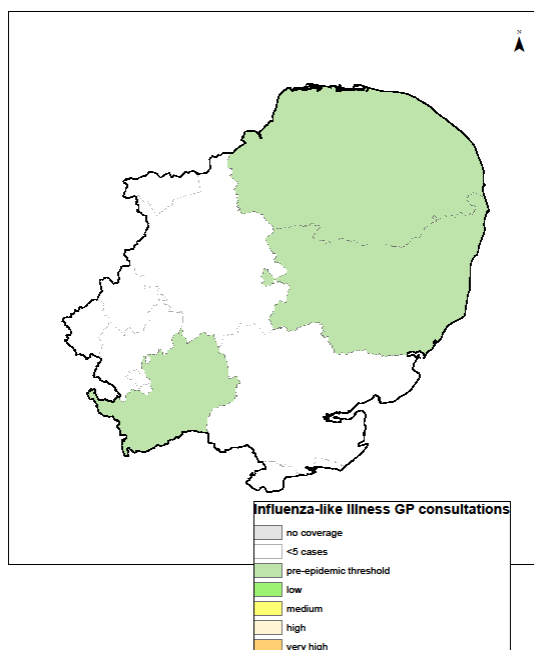 N
Influenza-like Illness GP consultations
no coverage
<5 cases
pre-epidemic threshold
low
medium
high
very high